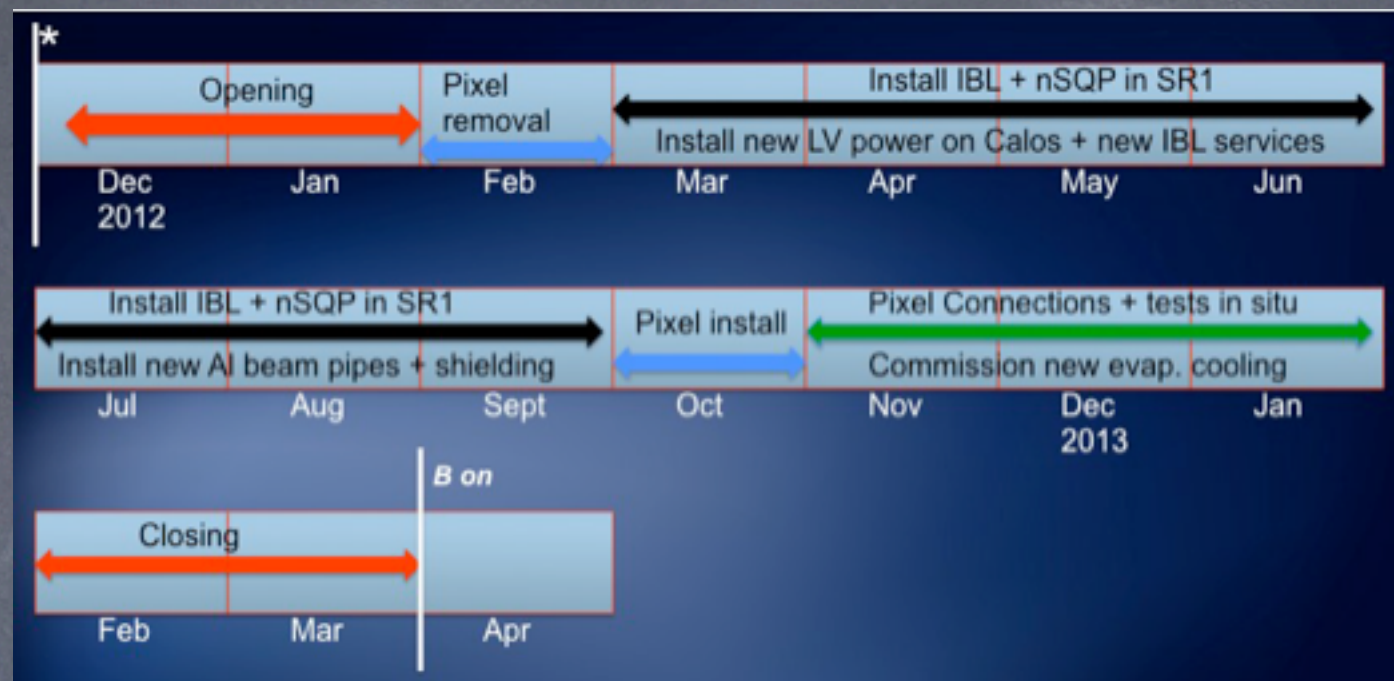 *
Opening
Pixel
removal
Install IBL + nSQP in SR1
Install new LV power on Calos + new IBL services
Dec Jan Feb Mar Apr May Jun
2012
Install IBL + nSQP in SR1
Install new Al beam pipes + shielding
Pixel install
Pixel Connections + tests in situ
Commission new evap. cooling
Jul Aug Sept Oct Nov Dec Jan
2013
B on
Closing
Feb Mar Apr